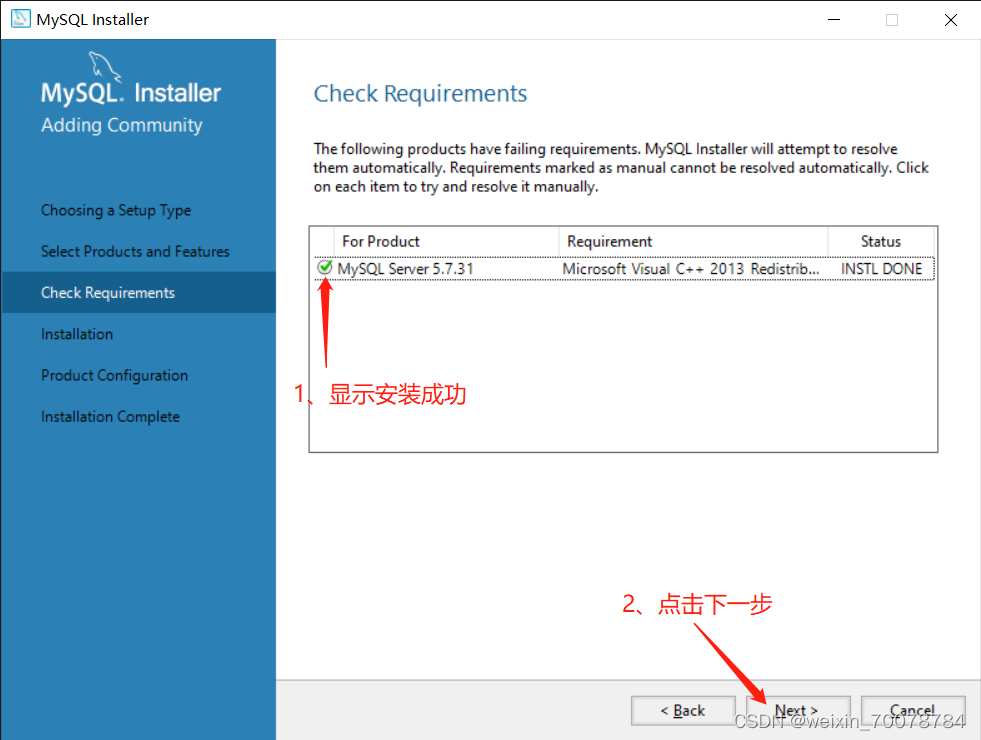 MySQL Installer
MySQL. Installer
Adding Community
Choosing a Setup Type
Select Products and Features
Check Requirements
Installation
Product Configuration
Installation Complete
Check Requirements
The following products have failing requirements. MySQL Installer will attempt to resolve
them automatically. Requirements marked as manual cannot be resolved automatically. Click
on each item to try and resolve it manually.
For Product Requirement Status
MySQL Server 5.7.31 Microsoft Visual C++ 2013 Redistrib... INSTL DONE
1、显示安装成功
2、点击下一步
< Back Next > Cancel
CSDN @weixin_70078784